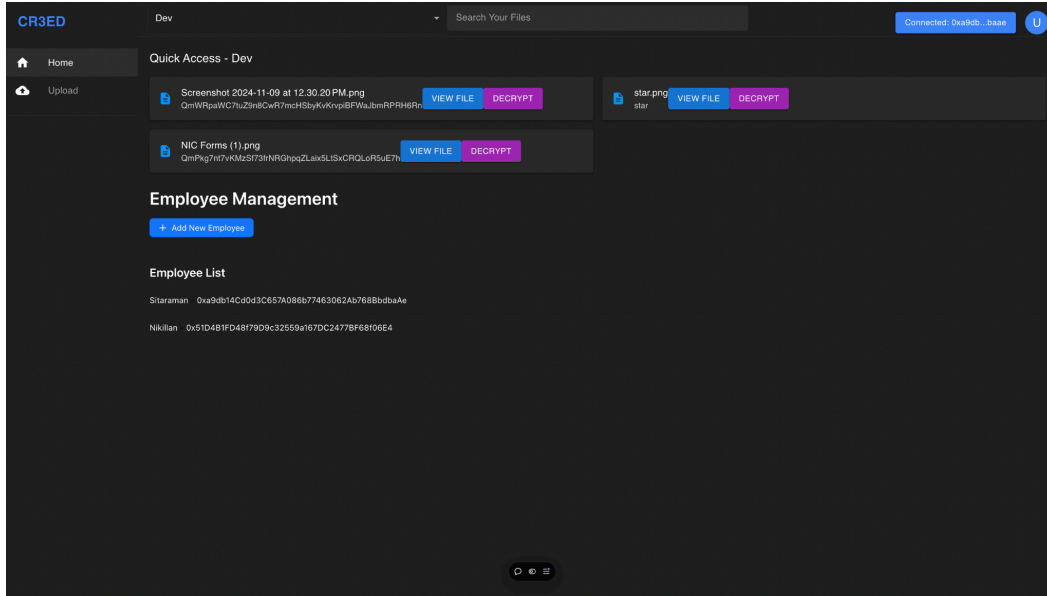 CR3ED
Dev
Search Your Files
Connected: 0xa9db...baae
U
Home
Upload
Quick Access - Dev
Screenshot 2024-11-09 at 12.30.20 PM.png
QmWRpaWC7tuZ9n8CwR7mcHSbyKvKrvpiBFWaJbmRPRH6Rn
VIEW FILE
DECRYPT
star.png
star
VIEW FILE
DECRYPT
NIC Forms (1).png
QmPkg7nt7vKMzSf73frNRGhpqZLaix5LtSxCRQLoR5uE7h
VIEW FILE
DECRYPT
Employee Management
+ Add New Employee
Employee List
Sitaraman 0xa9db14Cd0d3C657A086b77463062Ab768BbdbaAe
Nikillan 0x51D4B1FD48f79D9c32559a167DC2477BF68f06E4